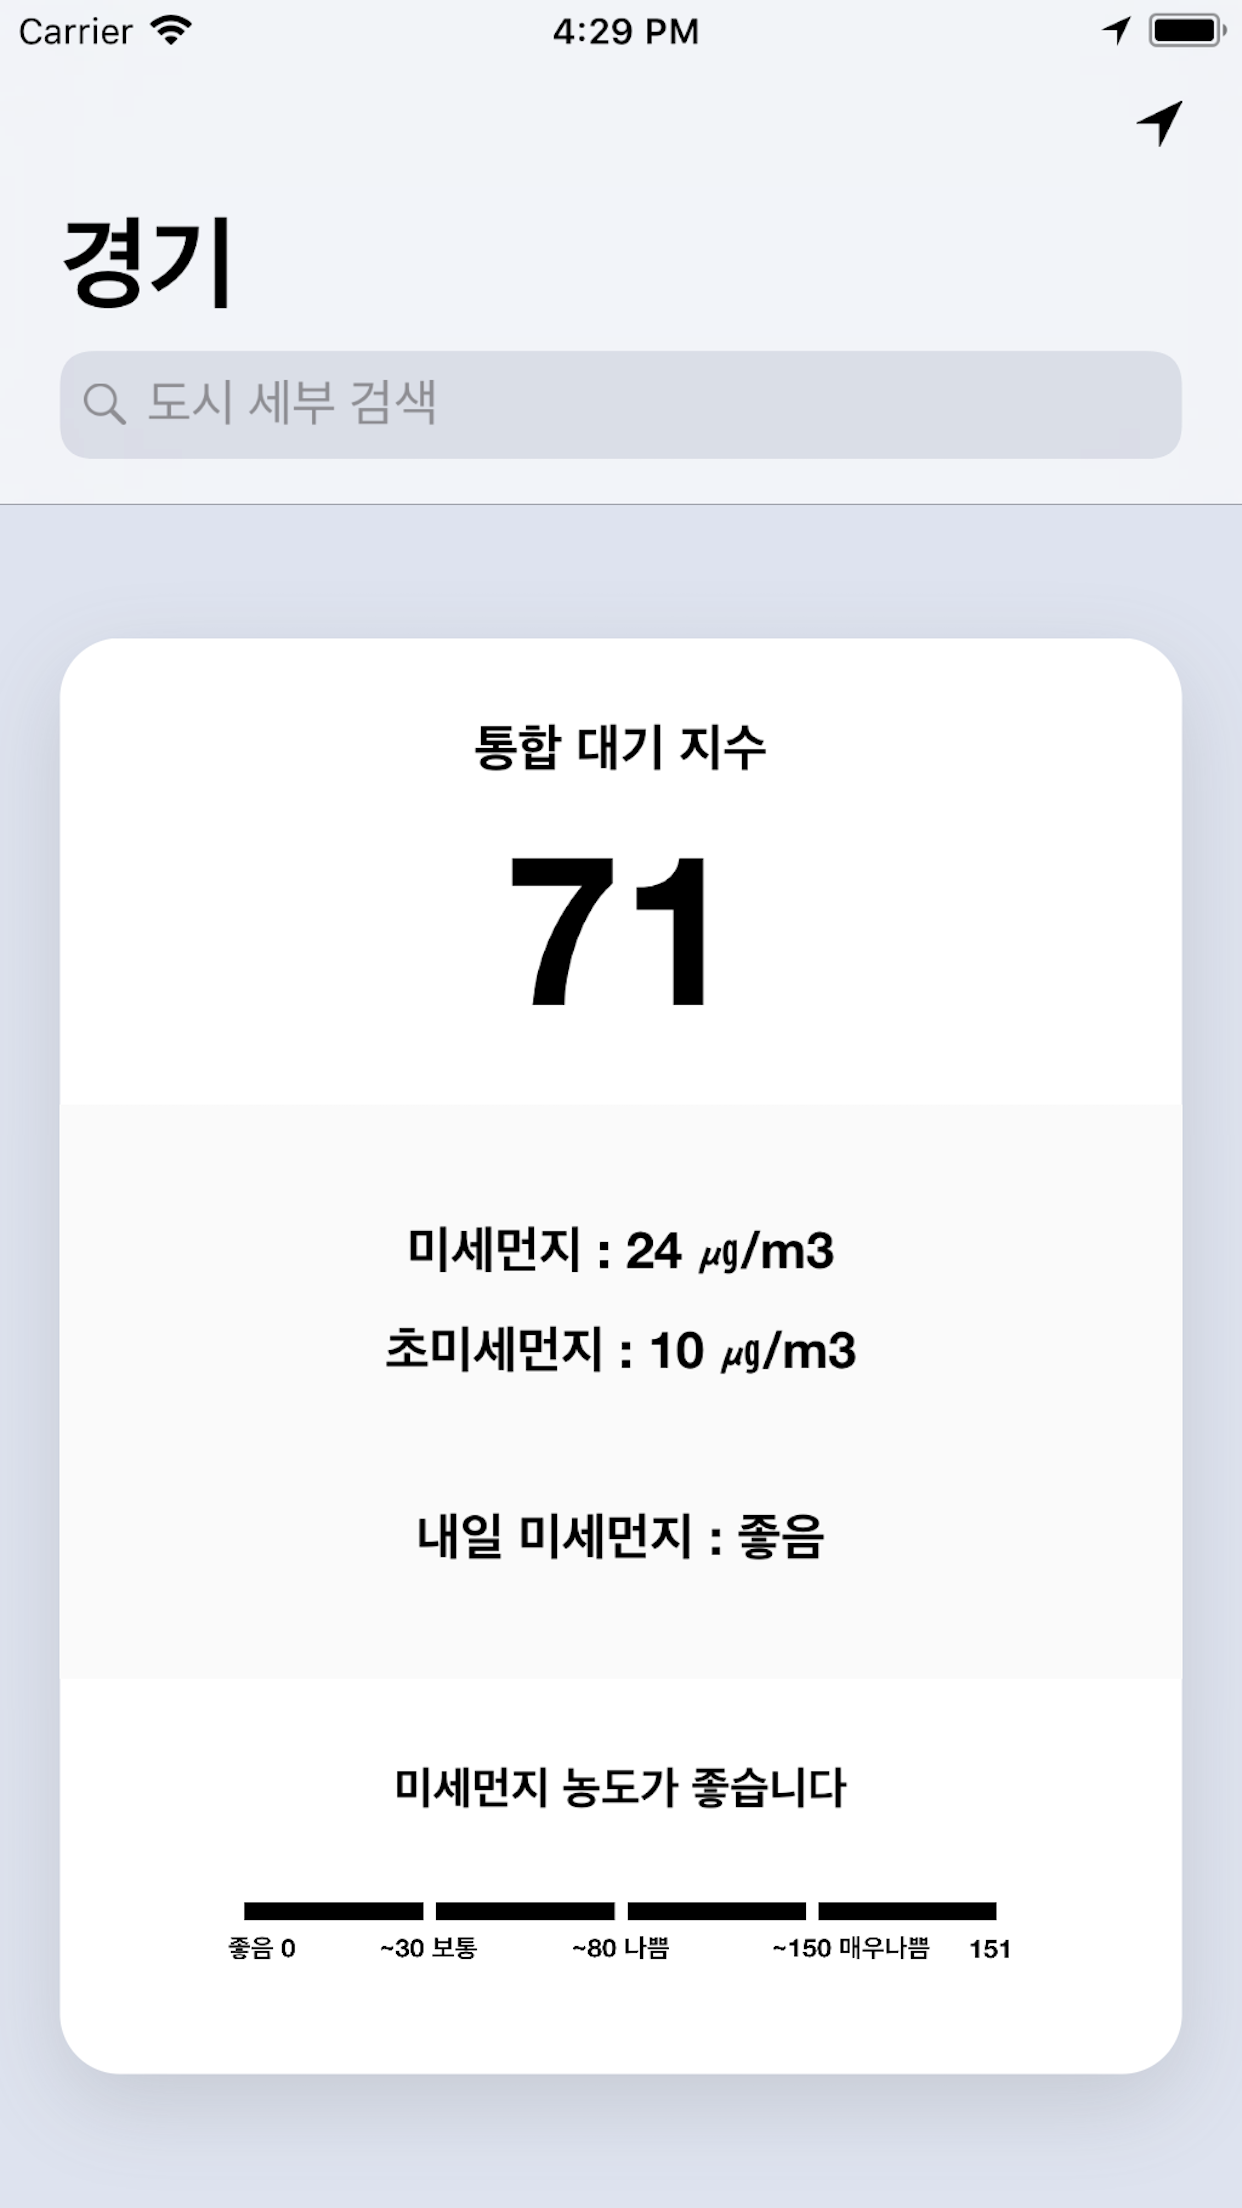 Carrier 4:29 PM
경기
도시 세부 검색
통합 대기 지수
71
미세먼지 : 24 ㎍/m3
초미세먼지 : 10 ㎍/m3
내일 미세먼지 : 좋음
미세먼지 농도가 좋습니다
좋음 0 ~30 보통 ~80 나쁨 ~150 매우나쁨 151